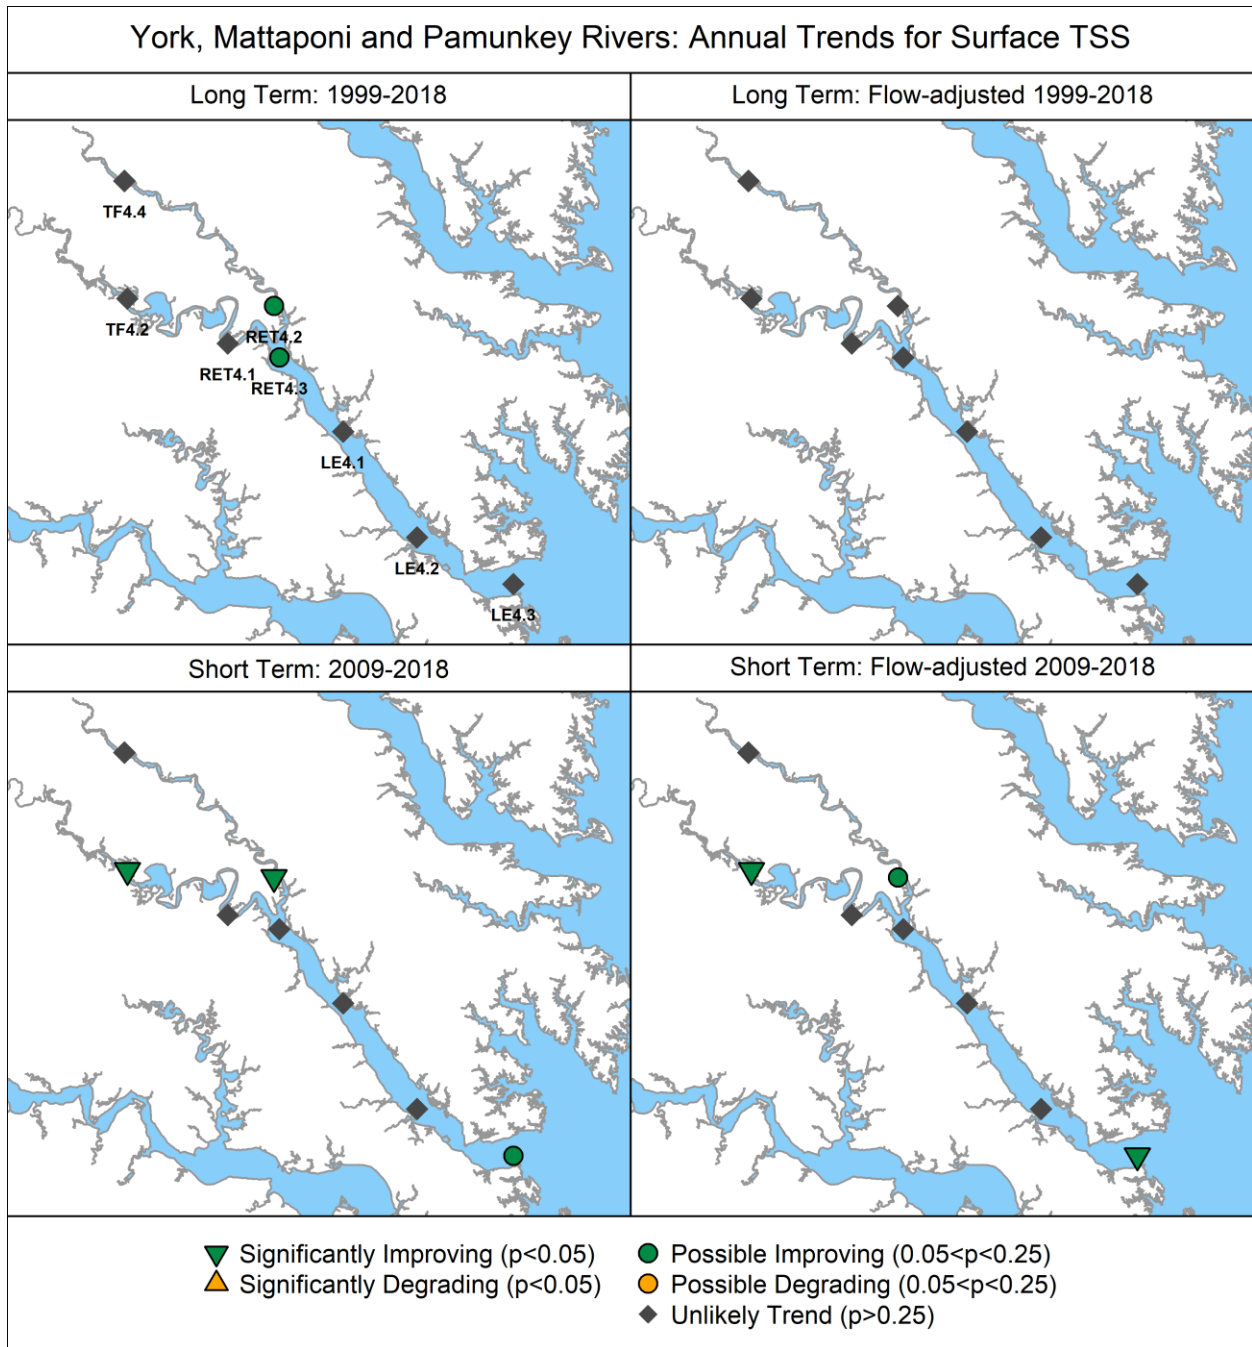 York, Mattaponi and Pamunkey Rivers: Annual Trends for Surface TSS
Long Term: 1999-2018
Long Term: Flow-adjusted 1999-2018
TF4.4
TF4.2
RET4.2
RET4.1
RET4.3
LE4.1
LE4.2
LE4.3
Short Term: 2009-2018
Short Term: Flow-adjusted 2009-2018
Significantly Improving (p<0.05)
Significantly Degrading (p<0.05)
Possible Improving (0.05<p<0.25)
Possible Degrading (0.05<p<0.25)
Unlikely Trend (p>0.25)